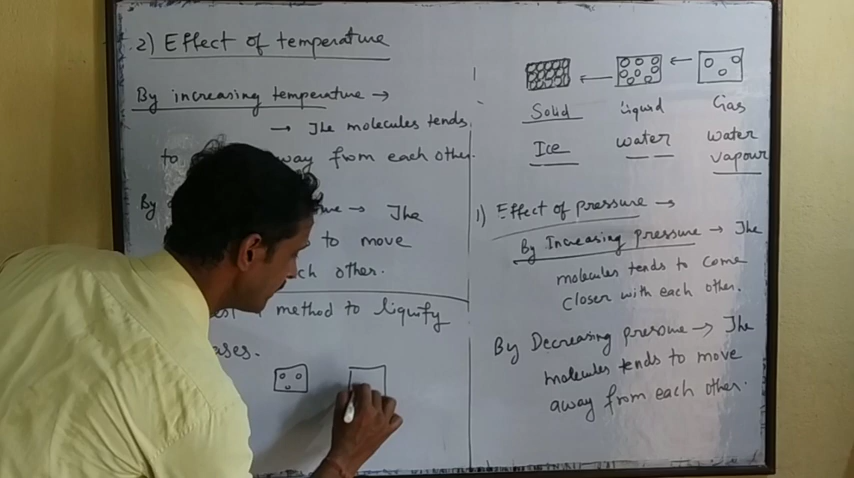 2) Effect of temperature
By increasing temperature →
→ The molecules tends
to way from each other.
By → The
to move
ch other.
method to liquify
ases.
Solid Liquid Gas
Ice water water
vapour
1) Effect of pressure →
By Increasing pressure → The
molecules tends to come
closer with each other.
By Decreasing pressure → The
molecules tends to move
away from each other.